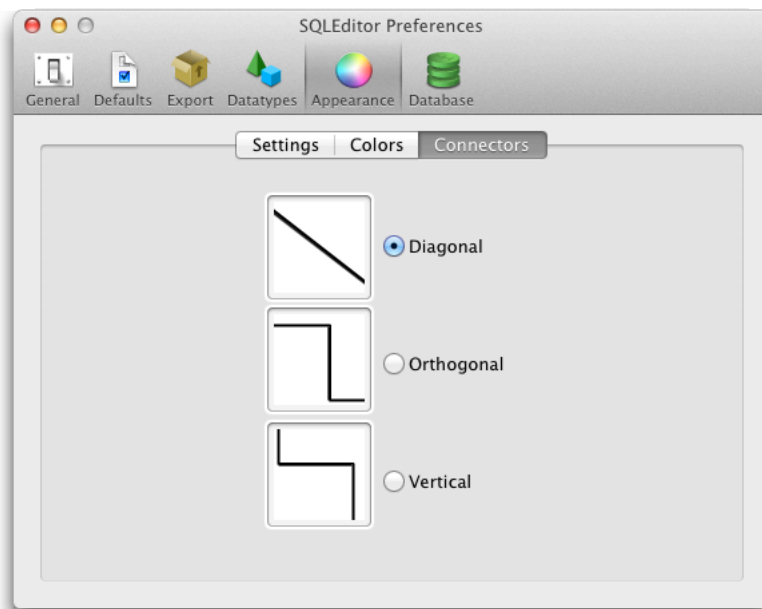 SQLEditor Preferences
General Defaults Export Datatypes Appearance Database
Settings Colors Connectors
Diagonal
Orthogonal
Vertical